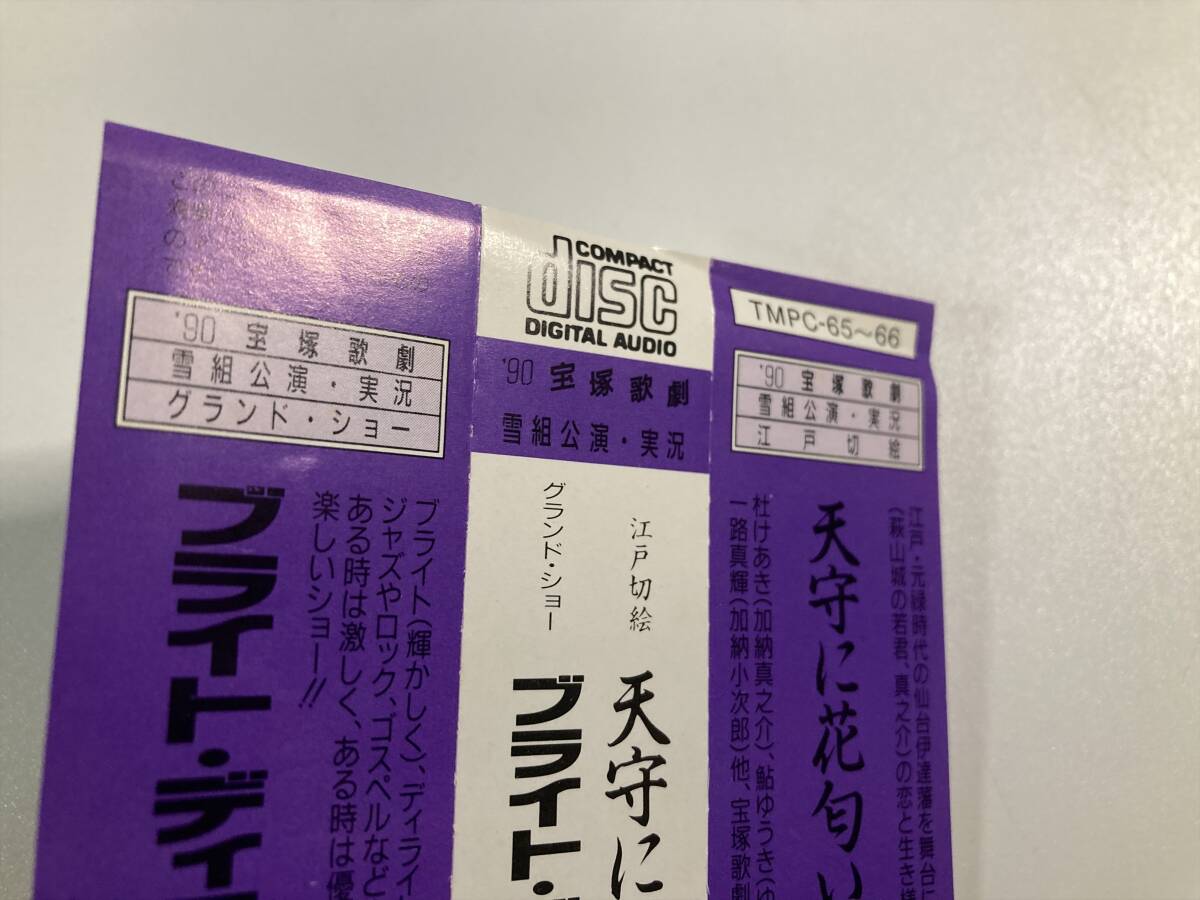 '90 宝塚歌劇
雪組公演・実況
グランド・ショー
ブライト・ディ
ブライト(輝かしく)、ディライ
ジャズやロック、ゴスペルなど
ある時は激しく、ある時は優
楽しいショー!!
COMPACT
disc
DIGITAL AUDIO
'90 宝塚歌劇
雪組公演・実況
江戸切絵
天守に
グランド・ショー
ブライト・
TMPC-65〜66
'90 宝塚歌劇
雪組公演・実況
江戸切絵
江戸・元禄時代の仙台伊達藩を舞台に
(萩山城の若君、真之介)の恋と生き様
天守に花匂い
杜けあき(加納真之介)、鮎ゆうき(ゆ
一路真輝(加納小次郎)他、宝塚歌劇